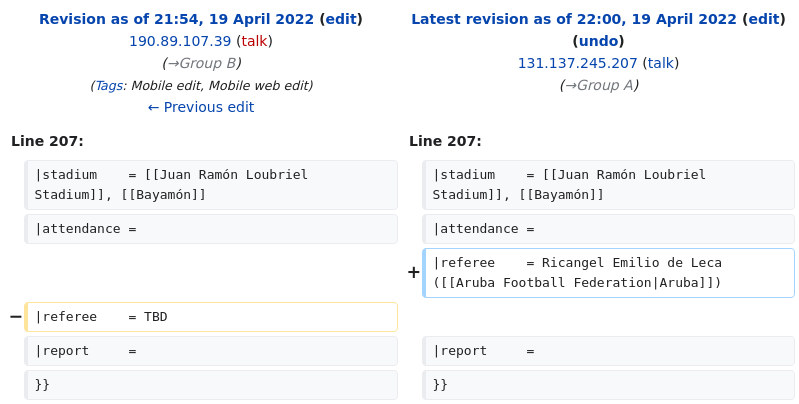 Revision as of 21:54, 19 April 2022 (edit)
190.89.107.39 (talk)
(→Group B)
(Tags: Mobile edit, Mobile web edit)
← Previous edit
Latest revision as of 22:00, 19 April 2022 (edit)
(undo)
131.137.245.207 (talk)
(→Group A)
Line 207:
Line 207:
|stadium    = [[Juan Ramón Loubriel
Stadium]], [[Bayamón]]
|stadium    = [[Juan Ramón Loubriel
Stadium]], [[Bayamón]]
|attendance =
|attendance =
+ |referee    = Ricangel Emilio de Leca
([[Aruba Football Federation|Aruba]])
− |referee    = TBD
|report     =
|report     =
}}
}}